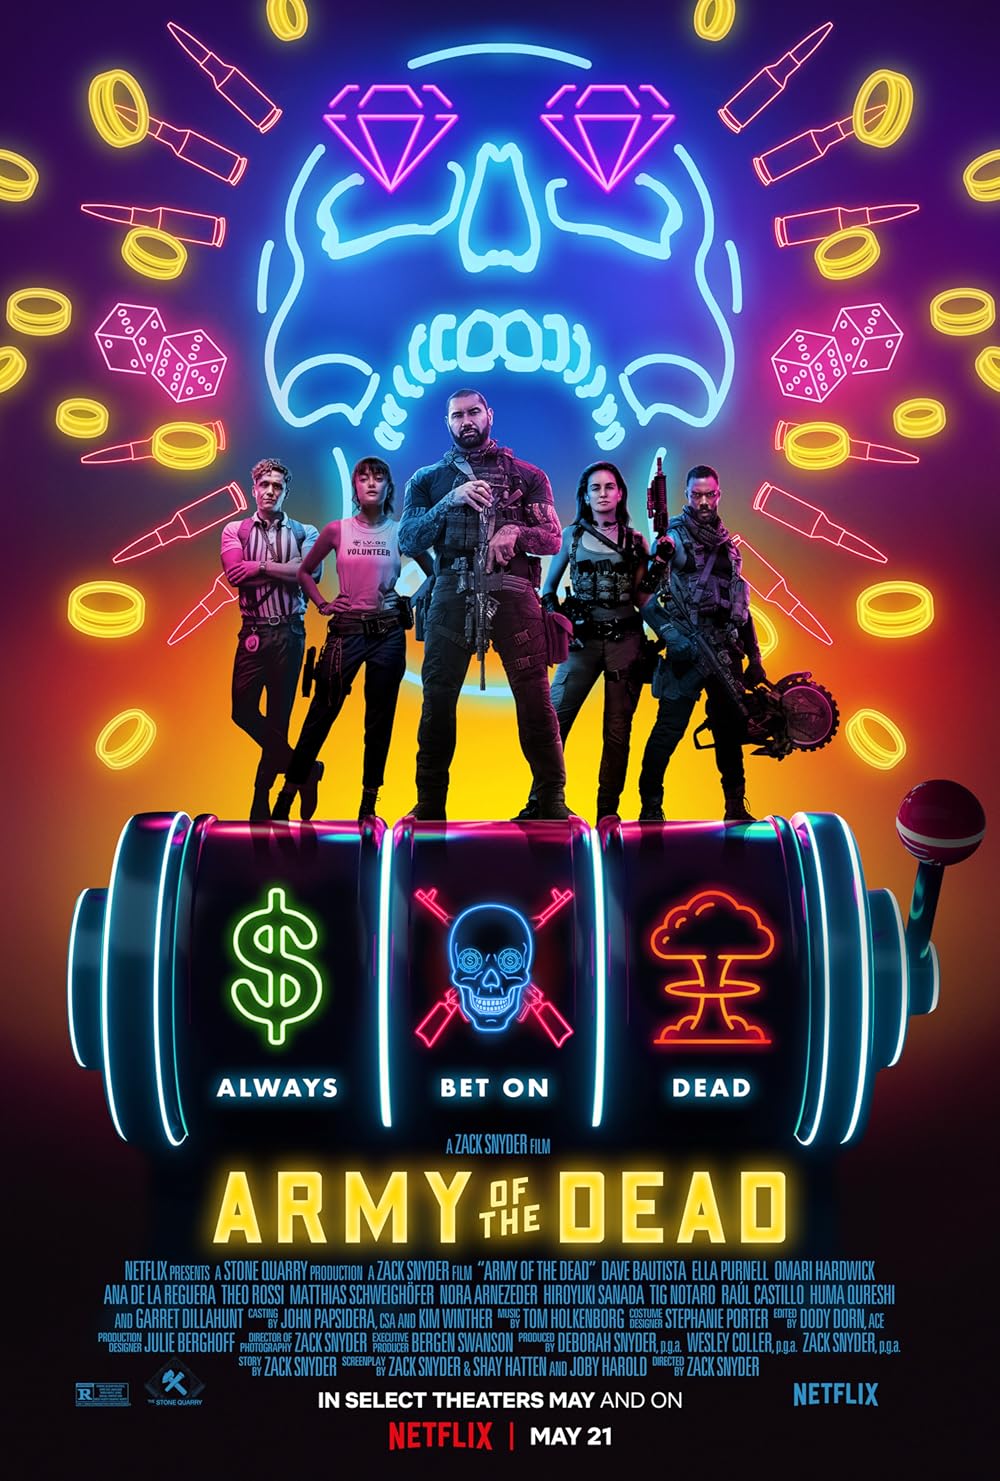 LV-QC
VOLUNTEER
ALWAYS
BET ON
DEAD
A ZACK SNYDER FILM
ARMY OF THE DEAD
NETFLIX PRESENTS A STONE QUARRY PRODUCTION A ZACK SNYDER FILM "ARMY OF THE DEAD" DAVE BAUTISTA ELLA PURNELL OMARI HARDWICK
ANA DE LA REGUERA THEO ROSSI MATTHIAS SCHWEIGHÖFER NORA ARNEZEDER HIROYUKI SANADA TIG NOTARO RAÚL CASTILLO HUMA QURESHI
AND GARRET DILLAHUNT CASTING BY JOHN PAPSIDERA, CSA AND KIM WINTHER MUSIC BY TOM HOLKENBORG COSTUME DESIGNER STEPHANIE PORTER EDITED BY DODY DORN, ACE
PRODUCTION DESIGNER JULIE BERGHOFF DIRECTOR OF PHOTOGRAPHY ZACK SNYDER EXECUTIVE PRODUCER BERGEN SWANSON PRODUCED BY DEBORAH SNYDER, p.g.a. WESLEY COLLER, p.g.a. ZACK SNYDER, p.g.a.
STORY BY ZACK SNYDER SCREENPLAY BY ZACK SNYDER & SHAY HATTEN AND JOBY HAROLD DIRECTED BY ZACK SNYDER
R
THE STONE QUARRY
IN SELECT THEATERS MAY AND ON
NETFLIX | MAY 21
NETFLIX